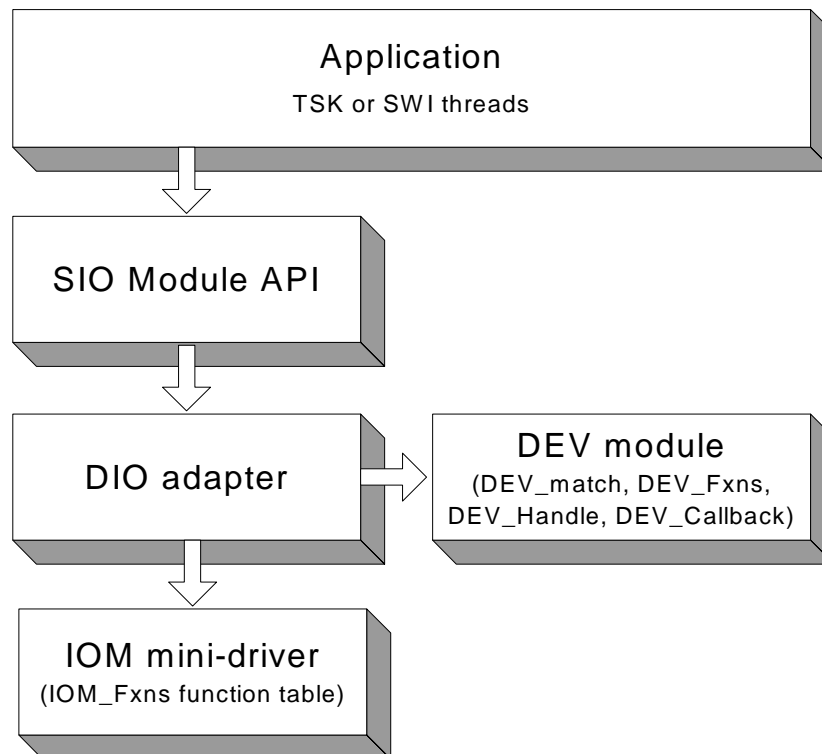 Application
TSK or SWI threads
SIO Module API
DIO adapter
DEV module
(DEV_match, DEV_Fxns,
DEV_Handle, DEV_Callback)
IOM mini-driver
(IOM_Fxns function table)